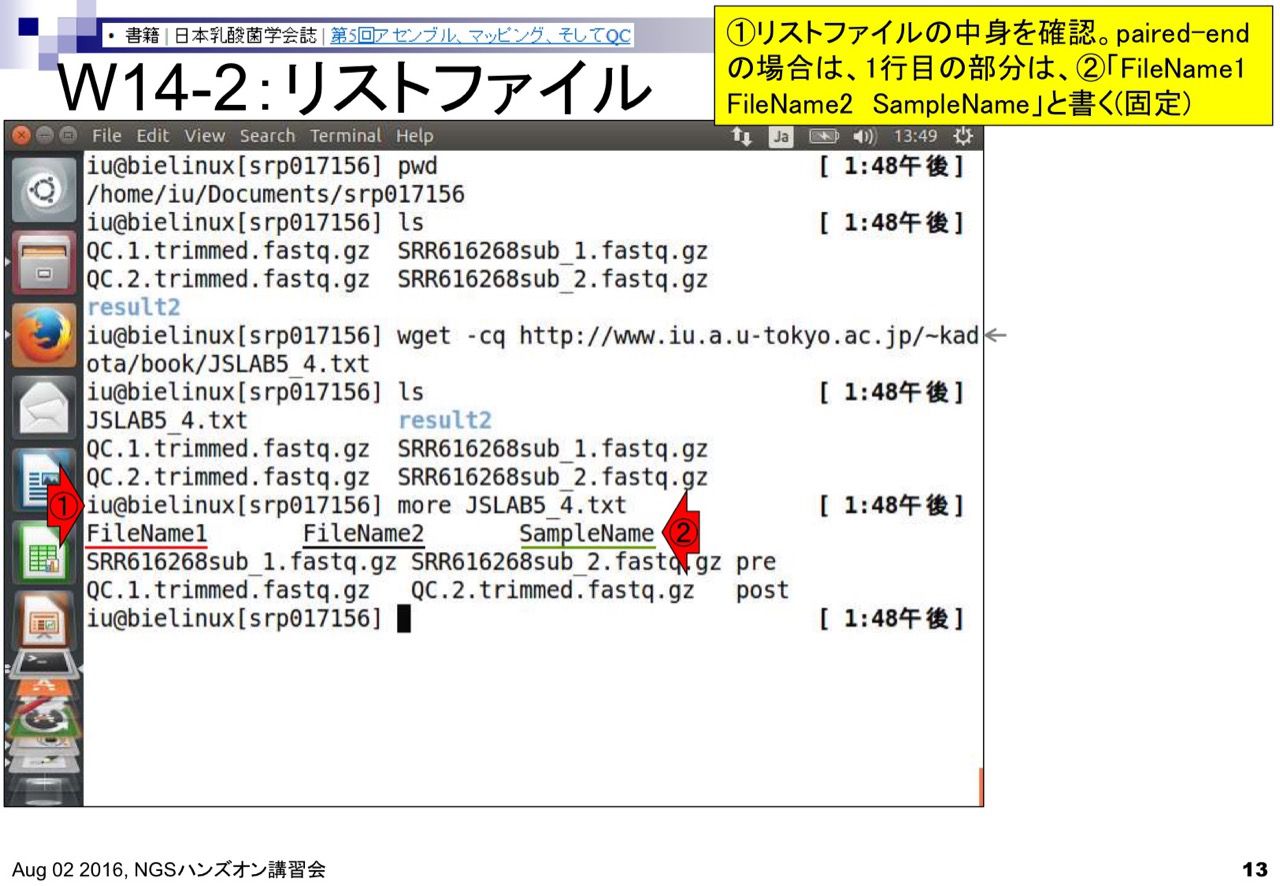 • 書籍 | 日本乳酸菌学会誌 | 第5回アセンブル、マッピング、そしてQC
W14-2：リストファイル
①リストファイルの中身を確認。paired-end
の場合は、1行目の部分は、②「FileName1
FileName2 SampleName」と書く(固定)
File Edit View Search Terminal Help Ja 13:49
iu@bielinux[srp017156] pwd [ 1:48午後]
/home/iu/Documents/srp017156
iu@bielinux[srp017156] ls [ 1:48午後]
QC.1.trimmed.fastq.gz SRR616268sub_1.fastq.gz
QC.2.trimmed.fastq.gz SRR616268sub_2.fastq.gz
result2
iu@bielinux[srp017156] wget -cq http://www.iu.a.u-tokyo.ac.jp/~kad
ota/book/JSLAB5_4.txt
iu@bielinux[srp017156] ls [ 1:48午後]
JSLAB5_4.txt result2
QC.1.trimmed.fastq.gz SRR616268sub_1.fastq.gz
QC.2.trimmed.fastq.gz SRR616268sub_2.fastq.gz
① iu@bielinux[srp017156] more JSLAB5_4.txt [ 1:48午後]
FileName1 FileName2 SampleName ②
SRR616268sub_1.fastq.gz SRR616268sub_2.fastq.gz pre
QC.1.trimmed.fastq.gz QC.2.trimmed.fastq.gz post
iu@bielinux[srp017156] [ 1:48午後]
Aug 02 2016, NGSハンズオン講習会
13